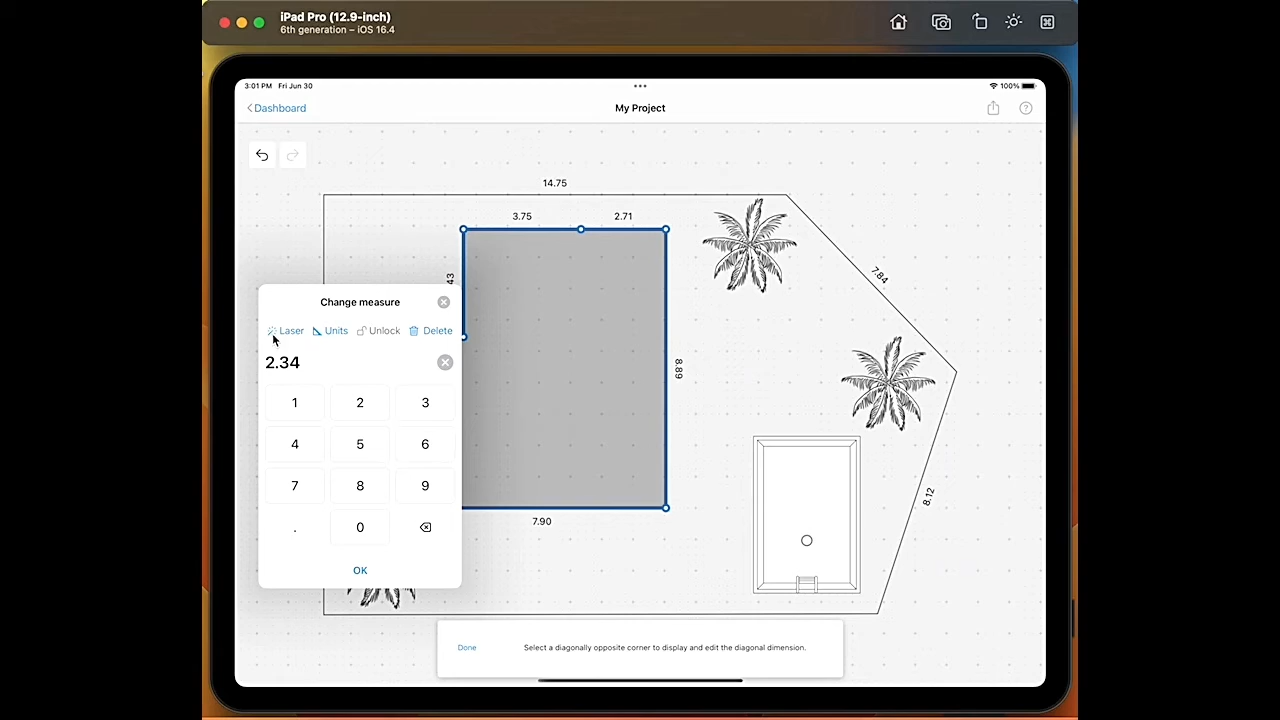 iPad Pro (12.9-inch)
6th generation – iOS 16.4
3:01 PM Fri Jun 30
100%
Dashboard
My Project
14.75
3.75
2.71
43
7.84
8.89
8.12
7.90
Change measure
Laser Units Unlock Delete
2.34
1 2 3
4 5 6
7 8 9
. 0
OK
Done
Select a diagonally opposite corner to display and edit the diagonal dimension.